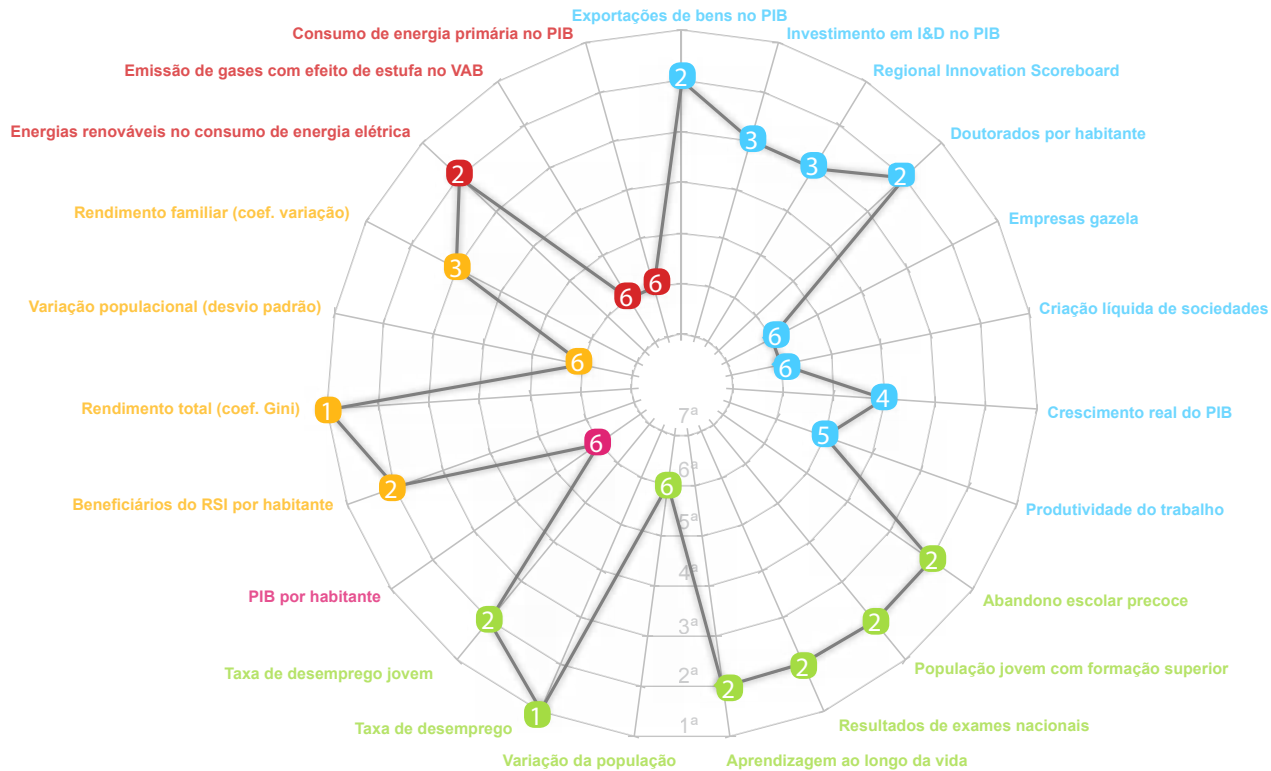 Exportações de bens no PIB
Investimento em I&D no PIB
Regional Innovation Scoreboard
Doutorados por habitante
Empresas gazela
Criação líquida de sociedades
Crescimento real do PIB
Produtividade do trabalho
Abandono escolar precoce
População jovem com formação superior
Resultados de exames nacionais
Aprendizagem ao longo da vida
Variação da população
Taxa de desemprego
Taxa de desemprego jovem
PIB por habitante
Beneficiários do RSI por habitante
Rendimento total (coef. Gini)
Variação populacional (desvio padrão)
Rendimento familiar (coef. variação)
Energias renováveis no consumo de energia elétrica
Emissão de gases com efeito de estufa no VAB
Consumo de energia primária no PIB
2
3
3
2
6
6
4
5
2
2
2
2
6
1
2
6
2
1
6
3
2
6
6
7ª
6ª
5ª
4ª
3ª
2ª
1ª